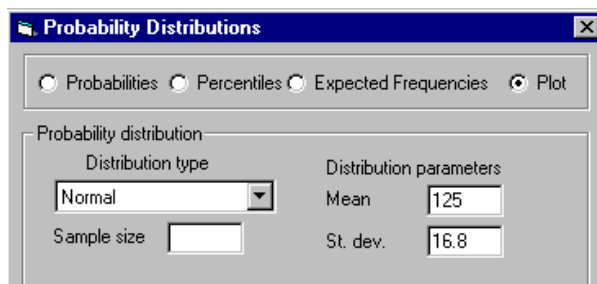 Probability Distributions
Probabilities Percentiles Expected Frequencies Plot
Probability distribution
Distribution type
Normal
Sample size
Distribution parameters
Mean 125
St. dev. 16.8